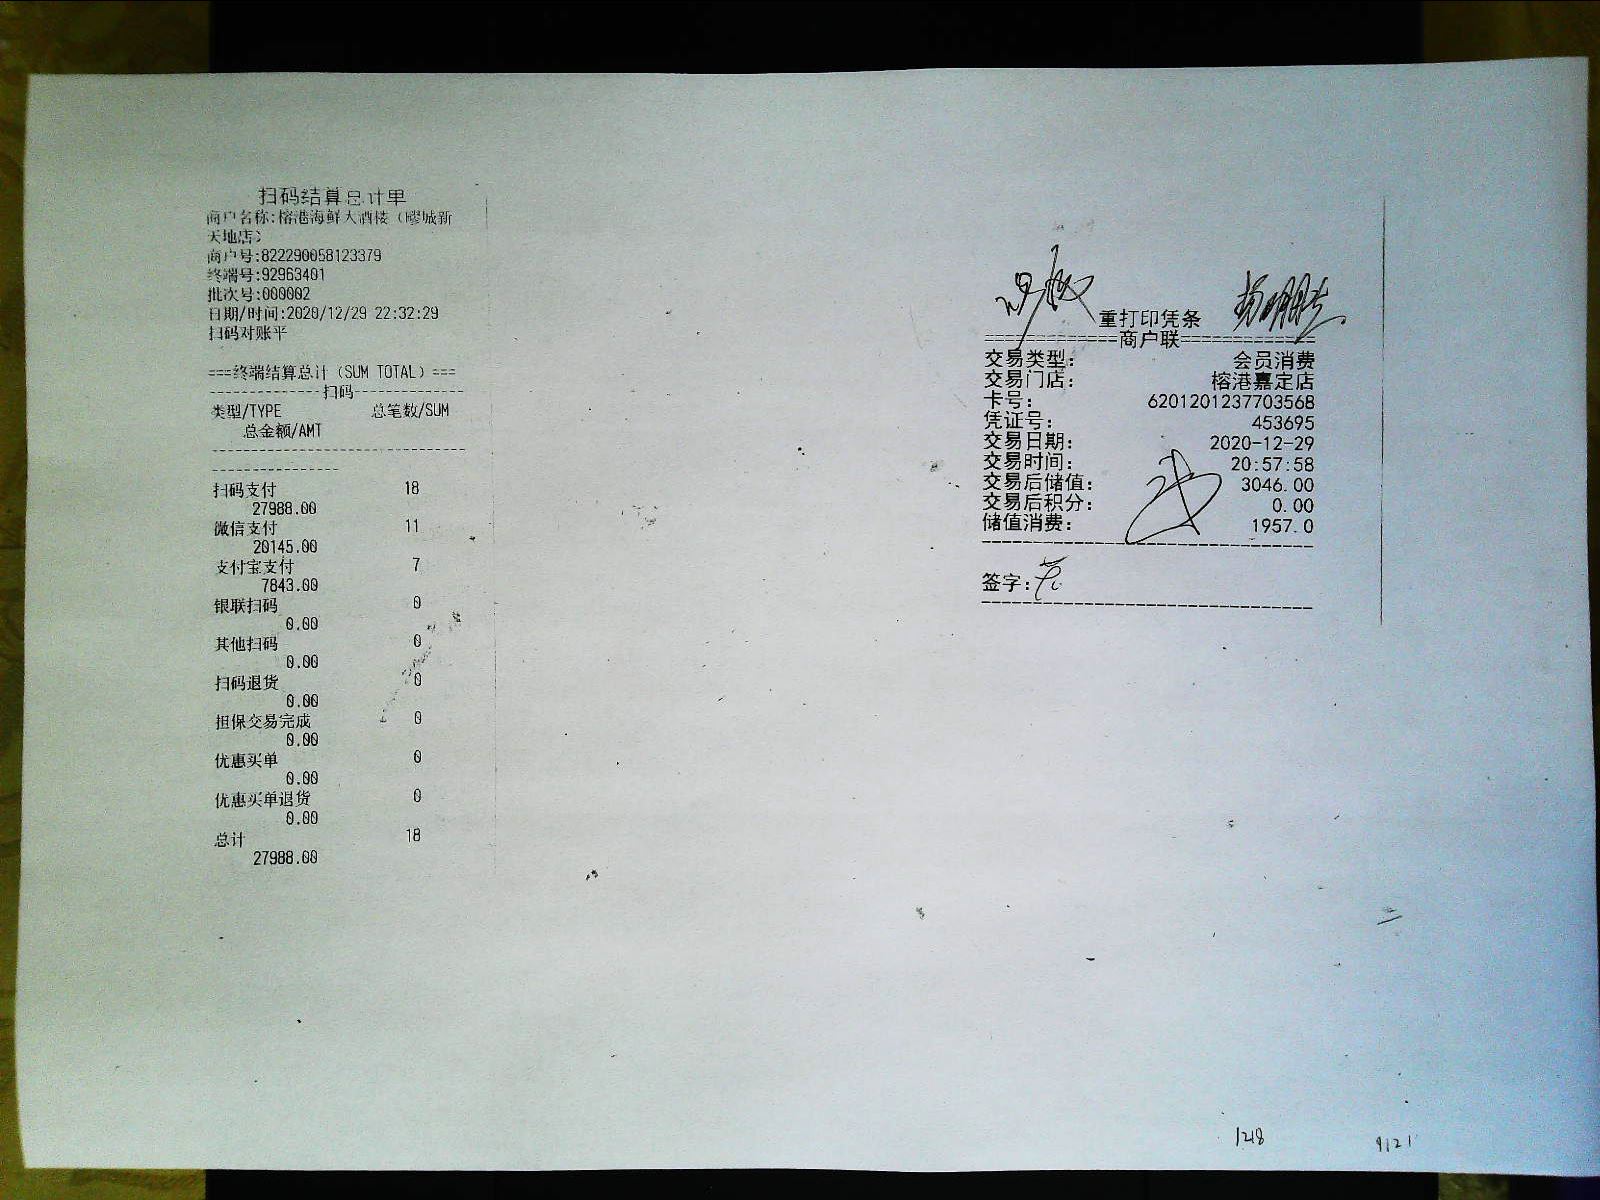 扫码结算总计单
商户名称:榕港海鲜大酒楼（疁城新
天地店）
商户号:822290058123379
终端号:92963401
批次号:000002
日期/时间:2020/12/29 22:32:29
扫码对账平
===终端结算总计（SUM TOTAL）===
--------------扫码--------------
类型/TYPE 总笔数/SUM
总金额/AMT
扫码支付 18
27988.00
微信支付 11
20145.00
支付宝支付 7
7843.00
银联扫码 0
0.00
其他扫码 0
0.00
扫码退货 0
0.00
担保交易完成 0
0.00
优惠买单 0
0.00
优惠买单退货 0
0.00
总计 18
27988.00
重打印凭条
=============商户联=============
交易类型: 会员消费
交易门店: 榕港嘉定店
卡号: 6201201237703568
凭证号: 453695
交易日期: 2020-12-29
交易时间: 20:57:58
交易后储值: 3046.00
交易后积分: 0.00
储值消费: 1957.0
签字:
1218
9121